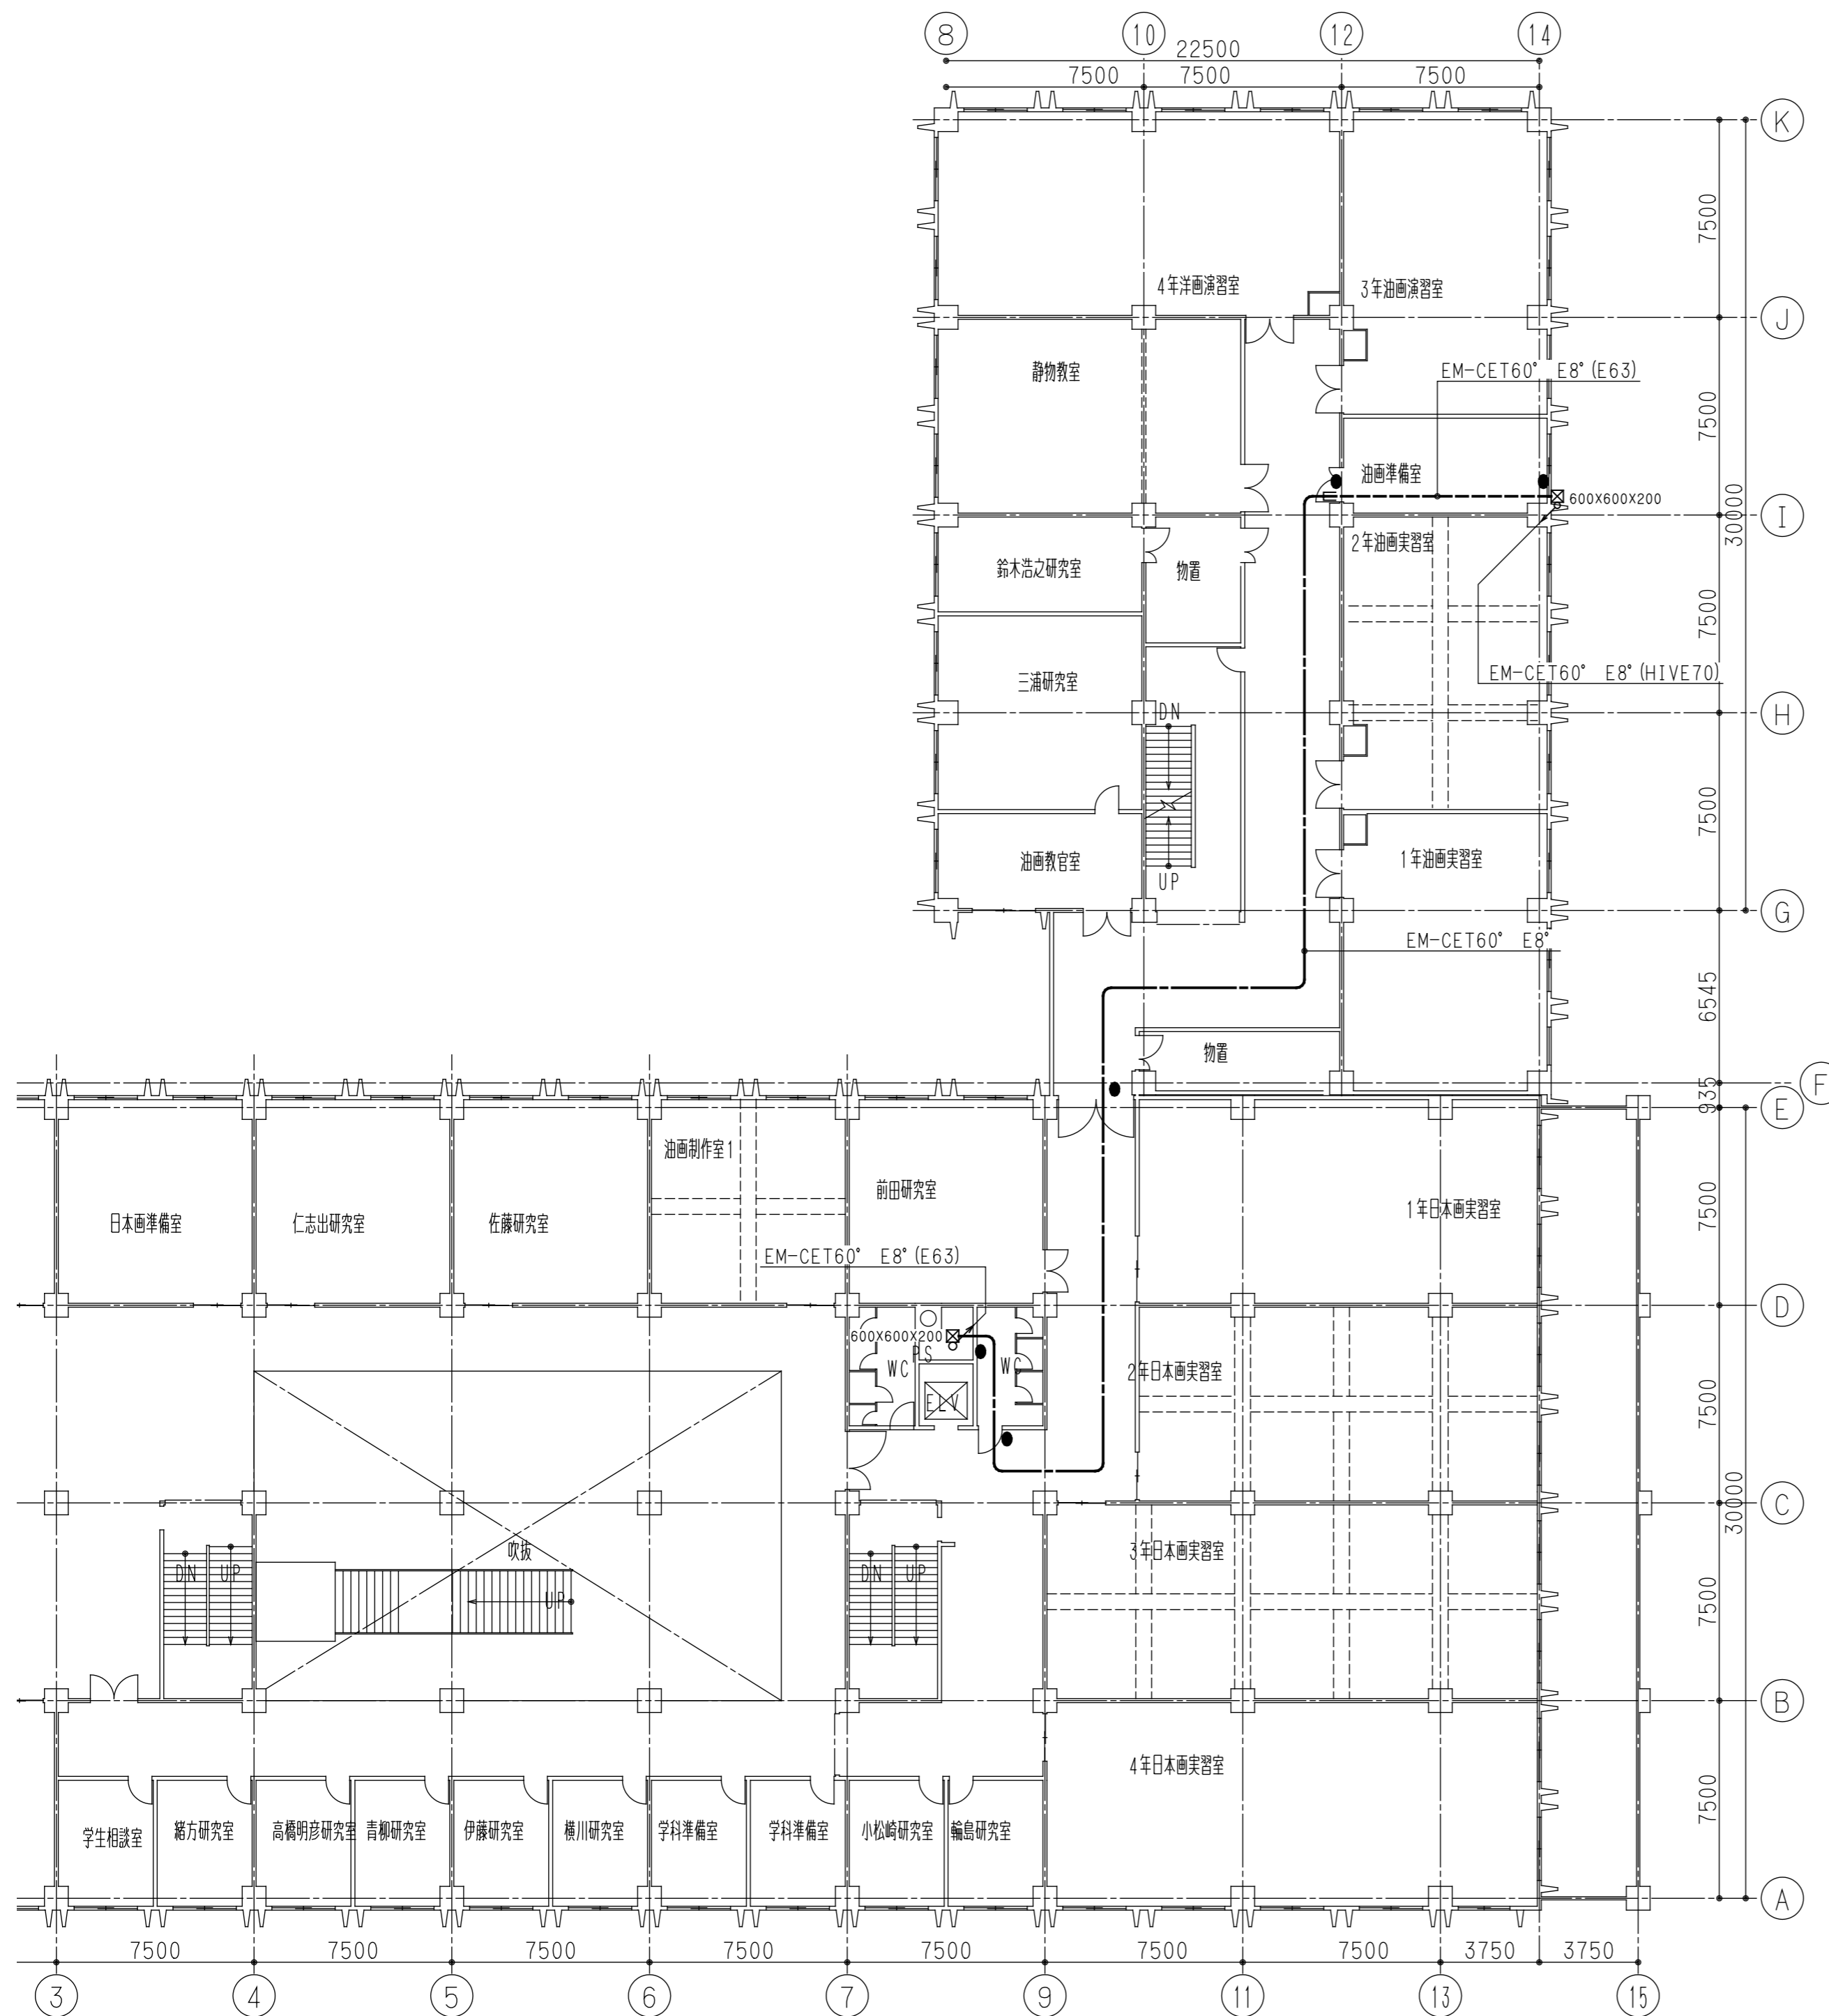 8
10
12
14
22500
7500
7500
7500
K
7500
4年洋画演習室
3年油画演習室
J
静物教室
EM-CET60° E8°(E63)
7500
油画準備室
600X600X200
30000
I
2年油画実習室
鈴木浩之研究室
物置
7500
三浦研究室
EM-CET60° E8°(HIVE70)
DN
H
7500
油画教官室
1年油画実習室
UP
G
EM-CET60° E8°
6545
物置
F
935
E
油画制作室1
前田研究室
7500
日本画準備室
仁志出研究室
佐藤研究室
1年日本画実習室
EM-CET60° E8°(E63)
D
600X600X200
PS
WC
WC
2年日本画実習室
ELV
7500
C
30000
吹抜
3年日本画実習室
DN
UP
UP
DN
UP
7500
B
4年日本画実習室
7500
学生相談室
緒方研究室
高橋明彦研究室
青柳研究室
伊藤研究室
横川研究室
学科準備室
学科準備室
小松崎研究室
輪島研究室
A
7500
7500
7500
7500
7500
7500
7500
3750
3750
3
4
5
6
7
9
11
13
15